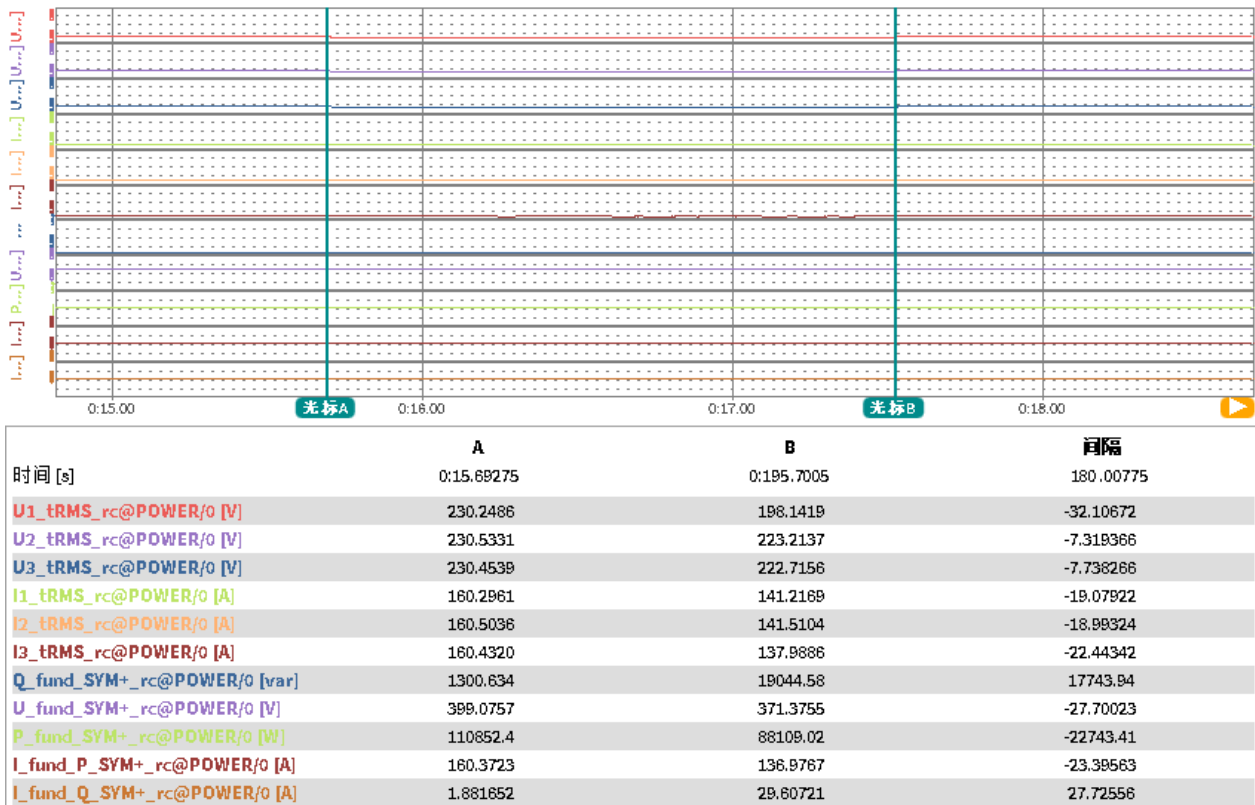 U...]
U...]
U...]
I...]
I...]
I...]
...
U...]
P...]
I...]
I...]
0:15:00
光标A
0:16:00
0:17:00
光标B
0:18:00
A B 间隔
时间 [s] 0:15.69275 0:195.7005 180.00775
U1_tRMS_rc@POWER/0 [V] 230.2486 198.1419 -32.10672
U2_tRMS_rc@POWER/0 [V] 230.5331 223.2137 -7.319366
U3_tRMS_rc@POWER/0 [V] 230.4539 222.7156 -7.738266
I1_tRMS_rc@POWER/0 [A] 160.2961 141.2169 -19.07922
I2_tRMS_rc@POWER/0 [A] 160.5036 141.5104 -18.99324
I3_tRMS_rc@POWER/0 [A] 160.4320 137.9886 -22.44342
Q_fund_SYM+_rc@POWER/0 [var] 1300.634 19044.58 17743.94
U_fund_SYM+_rc@POWER/0 [V] 399.0757 371.3755 -27.70023
P_fund_SYM+_rc@POWER/0 [W] 110852.4 88109.02 -22743.41
I_fund_P_SYM+_rc@POWER/0 [A] 160.3723 136.9767 -23.39563
I_fund_Q_SYM+_rc@POWER/0 [A] 1.881652 29.60721 27.72556